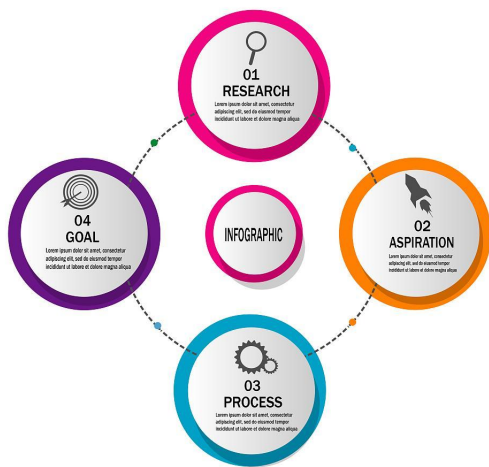 01
RESEARCH
Lorem ipsum dolor sit amet, consectetur
adipiscing elit, sed do eiusmod tempor
incididunt ut labore et dolore magna aliqua
04
GOAL
Lorem ipsum dolor sit amet, consectetur
adipiscing elit, sed do eiusmod tempor
incididunt ut labore et dolore magna aliqua
INFOGRAPHIC
02
ASPIRATION
Lorem ipsum dolor sit amet, consectetur
adipiscing elit, sed do eiusmod tempor
incididunt ut labore et dolore magna aliqua
03
PROCESS
Lorem ipsum dolor sit amet, consectetur
adipiscing elit, sed do eiusmod tempor
incididunt ut labore et dolore magna aliqua